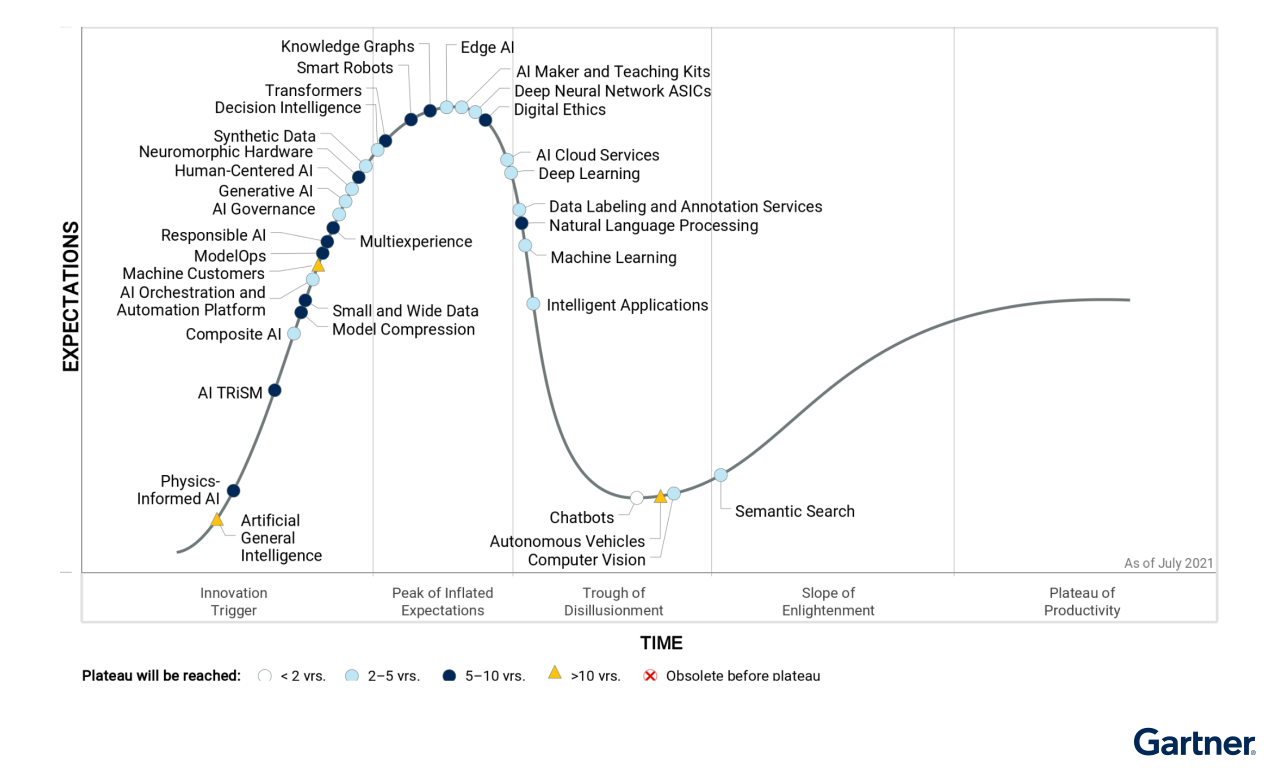 Knowledge Graphs
Edge AI
Smart Robots
AI Maker and Teaching Kits
Transformers
Deep Neural Network ASICs
Decision Intelligence
Digital Ethics
Synthetic Data
Neuromorphic Hardware
AI Cloud Services
Human-Centered AI
Deep Learning
Generative AI
AI Governance
Data Labeling and Annotation Services
Natural Language Processing
Responsible AI
Multiexperience
ModelOps
Machine Learning
Machine Customers
AI Orchestration and
Automation Platform
Small and Wide Data
Intelligent Applications
Model Compression
Composite AI
AI TRiSM
Physics-
Informed AI
Artificial
General
Intelligence
Chatbots
Autonomous Vehicles
Computer Vision
Semantic Search
EXPECTATIONS
As of July 2021
Innovation
Trigger
Peak of Inflated
Expectations
Trough of
Disillusionment
Slope of
Enlightenment
Plateau of
Productivity
TIME
Plateau will be reached: < 2 yrs. 2–5 yrs. 5–10 yrs. >10 yrs. Obsolete before plateau
Gartner®